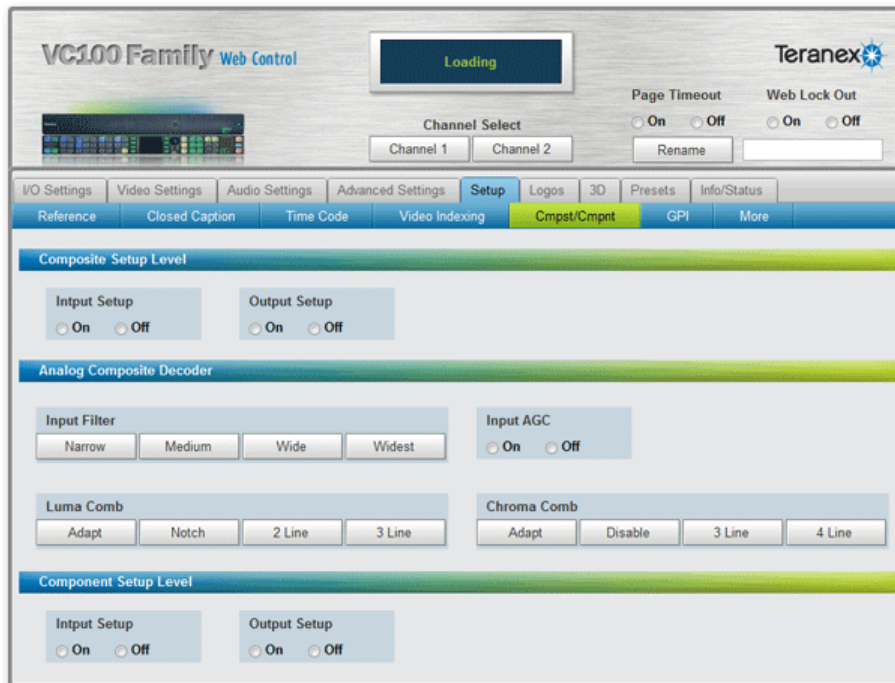 VC100 Family Web Control
Loading
Teranex
Page Timeout Web Lock Out
On Off On Off
Channel Select
Channel 1 Channel 2
Rename
I/O Settings Video Settings Audio Settings Advanced Settings Setup Logos 3D Presets Info/Status
Reference Closed Caption Time Code Video Indexing Cmpst/Cmpnt GPI More
Composite Setup Level
Intput Setup Output Setup
On Off On Off
Analog Composite Decoder
Input Filter Input AGC
Narrow Medium Wide Widest On Off
Luma Comb Chroma Comb
Adapt Notch 2 Line 3 Line Adapt Disable 3 Line 4 Line
Component Setup Level
Intput Setup Output Setup
On Off On Off